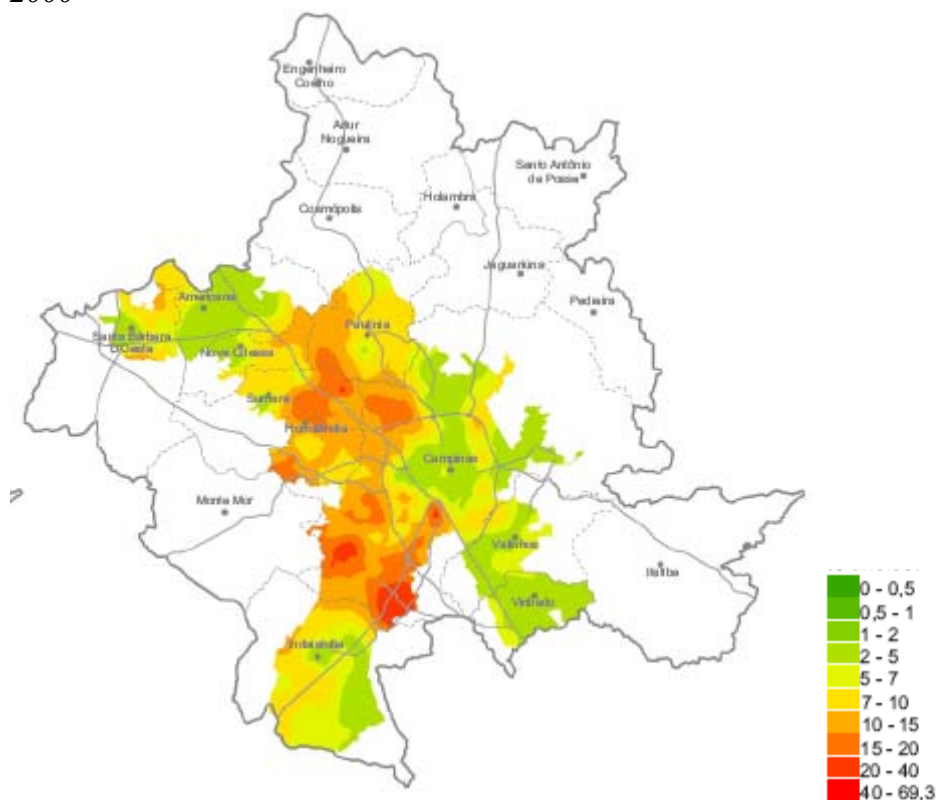 2000
Engenheiro
Coelho
Artur
Nogueira
Santo Antônio
de Posse
Holambra
Cosmópolis
Jaguariúna
Pedreira
Americana
Paulínia
Santa Bárbara
D'Oeste
Nova Odessa
Sumaré
Hortolândia
Campinas
Monte Mor
Valinhos
Itatiba
Vinhedo
Indaiatuba
0 - 0,5
0,5 - 1
1 - 2
2 - 5
5 - 7
7 - 10
10 - 15
15 - 20
20 - 40
40 - 69,3